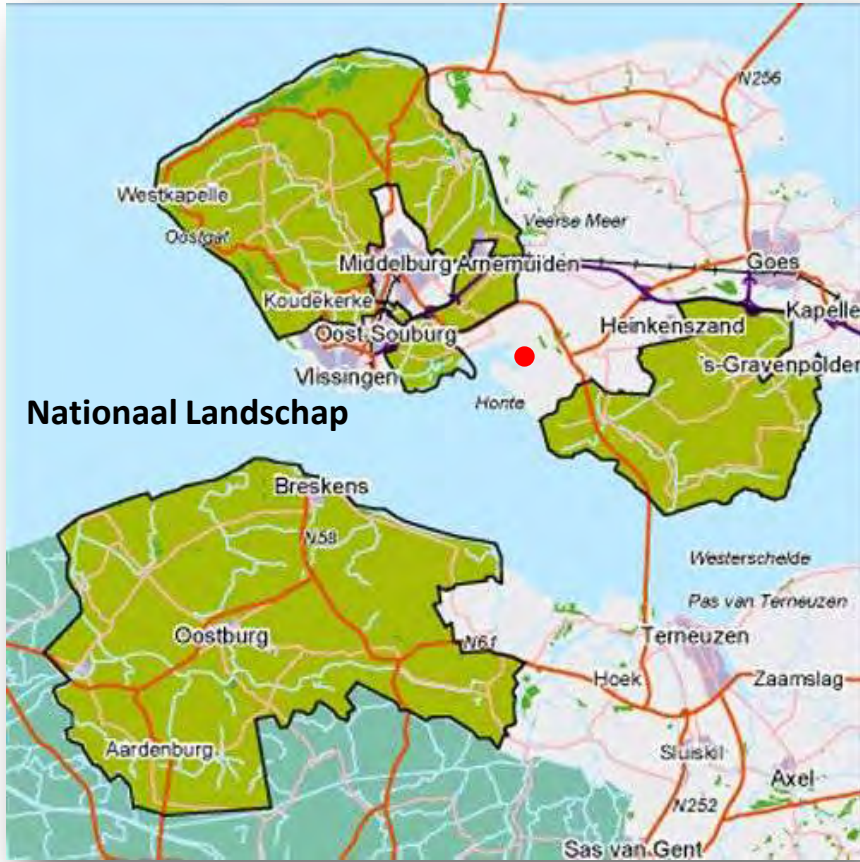 N256
Westkapelle
Oostgat
Veerse Meer
Middelburg
Arnemuiden
Goes
Koudekerke
Kapelle
Oost Souburg
Heinkenszand
Vlissingen
's-Gravenpolder
Honte
Nationaal Landschap
Breskens
N58
Westerschelde
Pas van Terneuzen
Oostburg
N61
Terneuzen
Hoek
Zaamslag
Aardenburg
Sluiskil
Axel
N252
Sas van Gent